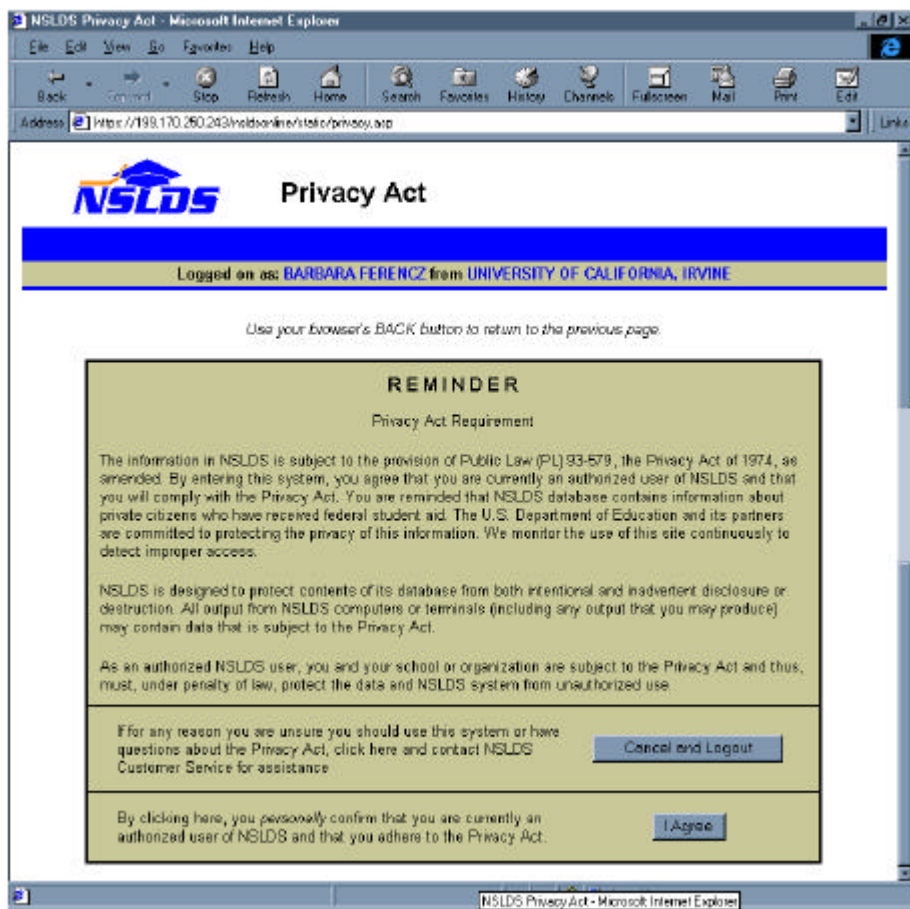 NSLDS Privacy Act - Microsoft Internet Explorer
File Edit View Go Favorites Help
Back Forward Stop Refresh Home Search Favorites History Channels Fullscreen Mail Print Edit
Address https://199.170.250.243/nsldsonline/static/privacy.asp Links
NSLDS Privacy Act
Logged on as: BARBARA FERENCZ from UNIVERSITY OF CALIFORNIA, IRVINE
Use your browser's BACK button to return to the previous page.
REMINDER
Privacy Act Requirement
The information in NSLDS is subject to the provision of Public Law (PL) 93-579, the Privacy Act of 1974, as
amended. By entering this system, you agree that you are currently an authorized user of NSLDS and that
you will comply with the Privacy Act. You are reminded that NSLDS database contains information about
private citizens who have received federal student aid. The U.S. Department of Education and its partners
are committed to protecting the privacy of this information. We monitor the use of this site continuously to
detect improper access.
NSLDS is designed to protect contents of its database from both intentional and inadvertent disclosure or
destruction. All output from NSLDS computers or terminals (including any output that you may produce)
may contain data that is subject to the Privacy Act.
As an authorized NSLDS user, you and your school or organization are subject to the Privacy Act and thus,
must, under penalty of law, protect the data and NSLDS system from unauthorized use.
If for any reason you are unsure you should use this system or have
questions about the Privacy Act, click here and contact NSLDS
Customer Service for assistance
Cancel and Logout
By clicking here, you personally confirm that you are currently an
authorized user of NSLDS and that you adhere to the Privacy Act.
I Agree
NSLDS Privacy Act - Microsoft Internet Explorer